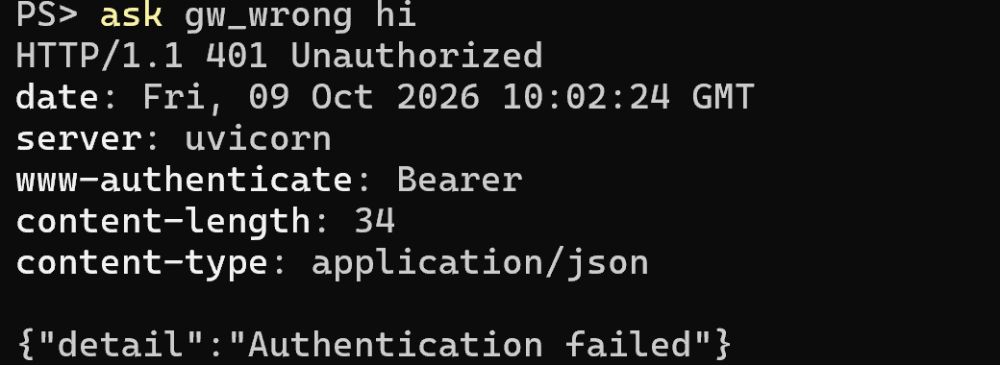 PS> ask gw_wrong hi
HTTP/1.1 401 Unauthorized
date: Fri, 09 Oct 2026 10:02:24 GMT
server: uvicorn
www-authenticate: Bearer
content-length: 34
content-type: application/json

{"detail":"Authentication failed"}